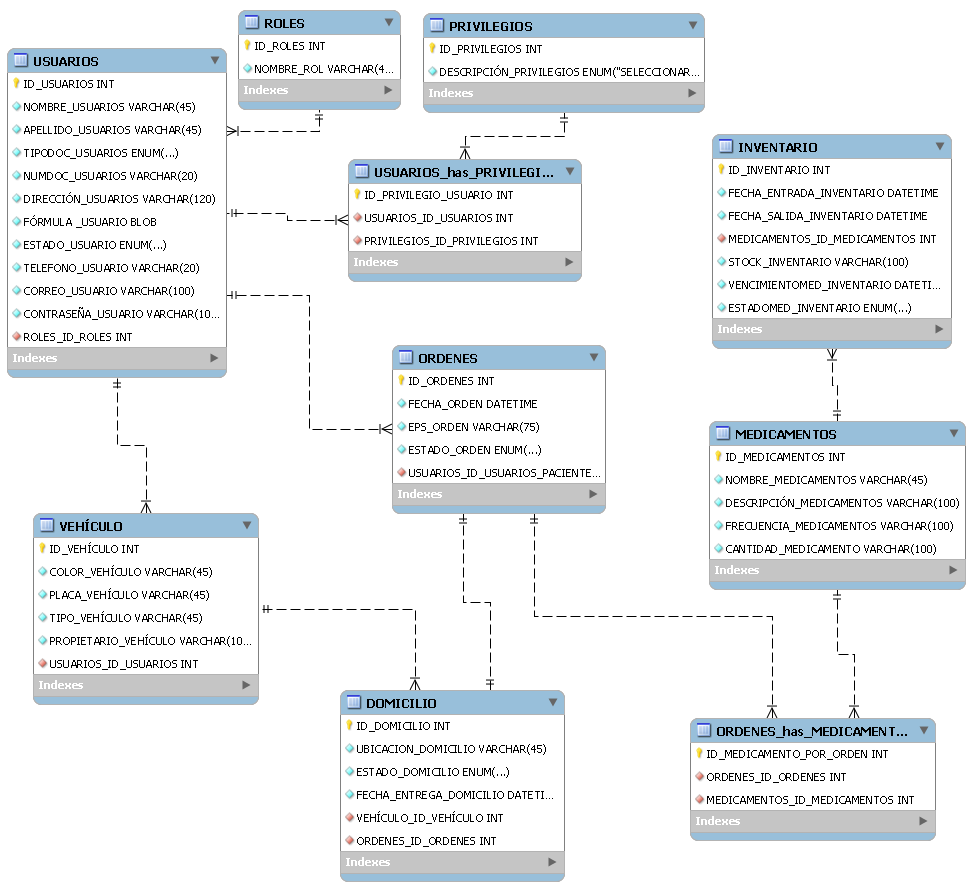 ROLES
ID_ROLES INT
NOMBRE_ROL VARCHAR(4...
Indexes
PRIVILEGIOS
ID_PRIVILEGIOS INT
DESCRIPCIÓN_PRIVILEGIOS ENUM("SELECCIONAR...
Indexes
USUARIOS
ID_USUARIOS INT
NOMBRE_USUARIOS VARCHAR(45)
APELLIDO_USUARIOS VARCHAR(45)
TIPODOC_USUARIOS ENUM(...)
NUMDOC_USUARIOS VARCHAR(20)
DIRECCIÓN_USUARIOS VARCHAR(120)
FÓRMULA _USUARIO BLOB
ESTADO_USUARIO ENUM(...)
TELEFONO_USUARIO VARCHAR(20)
CORREO_USUARIO VARCHAR(100)
CONTRASEÑA_USUARIO VARCHAR(10...
ROLES_ID_ROLES INT
Indexes
USUARIOS_has_PRIVILEGI...
ID_PRIVILEGIO_USUARIO INT
USUARIOS_ID_USUARIOS INT
PRIVILEGIOS_ID_PRIVILEGIOS INT
Indexes
INVENTARIO
ID_INVENTARIO INT
FECHA_ENTRADA_INVENTARIO DATETIME
FECHA_SALIDA_INVENTARIO DATETIME
MEDICAMENTOS_ID_MEDICAMENTOS INT
STOCK_INVENTARIO VARCHAR(100)
VENCIMIENTOMED_INVENTARIO DATETI...
ESTADOMED_INVENTARIO ENUM(...)
Indexes
ORDENES
ID_ORDENES INT
FECHA_ORDEN DATETIME
EPS_ORDEN VARCHAR(75)
ESTADO_ORDEN ENUM(...)
USUARIOS_ID_USUARIOS_PACIENTE...
Indexes
MEDICAMENTOS
ID_MEDICAMENTOS INT
NOMBRE_MEDICAMENTOS VARCHAR(45)
DESCRIPCIÓN_MEDICAMENTOS VARCHAR(100)
FRECUENCIA_MEDICAMENTOS VARCHAR(100)
CANTIDAD_MEDICAMENTO VARCHAR(100)
Indexes
VEHÍCULO
ID_VEHÍCULO INT
COLOR_VEHÍCULO VARCHAR(45)
PLACA_VEHÍCULO VARCHAR(45)
TIPO_VEHÍCULO VARCHAR(45)
PROPIETARIO_VEHÍCULO VARCHAR(10...
USUARIOS_ID_USUARIOS INT
Indexes
DOMICILIO
ID_DOMICILIO INT
UBICACION_DOMICILIO VARCHAR(45)
ESTADO_DOMICILIO ENUM(...)
FECHA_ENTREGA_DOMICILIO DATETI...
VEHÍCULO_ID_VEHÍCULO INT
ORDENES_ID_ORDENES INT
Indexes
ORDENES_has_MEDICAMENT...
ID_MEDICAMENTO_POR_ORDEN INT
ORDENES_ID_ORDENES INT
MEDICAMENTOS_ID_MEDICAMENTOS INT
Indexes